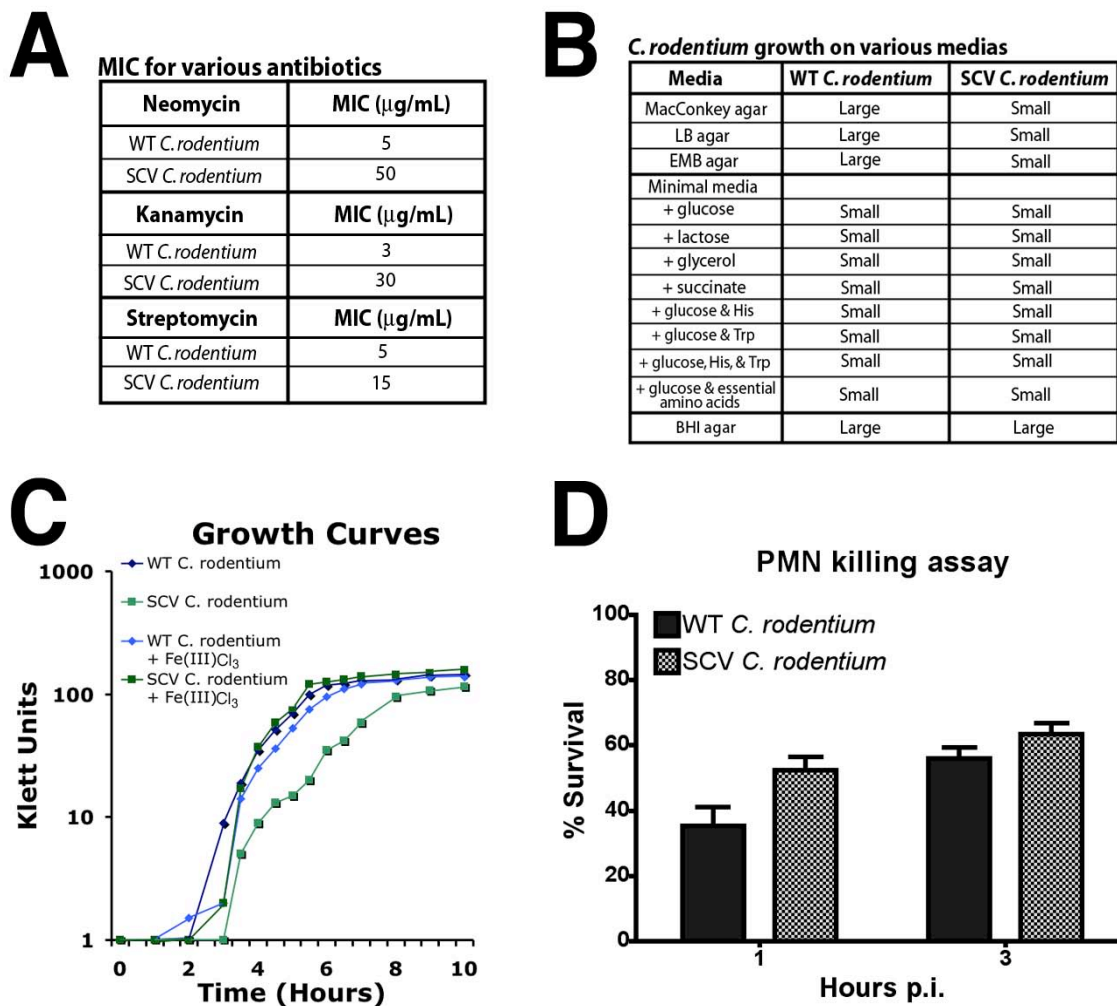 A
MIC for various antibiotics
Neomycin MIC (μg/mL)
WT C. rodentium 5
SCV C. rodentium 50
Kanamycin MIC (μg/mL)
WT C. rodentium 3
SCV C. rodentium 30
Streptomycin MIC (μg/mL)
WT C. rodentium 5
SCV C. rodentium 15
B
C. rodentium growth on various medias
Media WT C. rodentium SCV C. rodentium
MacConkey agar Large Small
LB agar Large Small
EMB agar Large Small
Minimal media
+ glucose Small Small
+ lactose Small Small
+ glycerol Small Small
+ succinate Small Small
+ glucose & His Small Small
+ glucose & Trp Small Small
+ glucose, His, & Trp Small Small
+ glucose & essential
amino acids Small Small
BHI agar Large Large
C
Growth Curves
WT C. rodentium
SCV C. rodentium
WT C. rodentium
+ Fe(III)Cl3
SCV C. rodentium
+ Fe(III)Cl3
Klett Units
1000
100
10
1
0 2 4 6 8 10
Time (Hours)
D
PMN killing assay
WT C. rodentium
SCV C. rodentium
% Survival
100
80
60
40
20
0
1 3
Hours p.i.